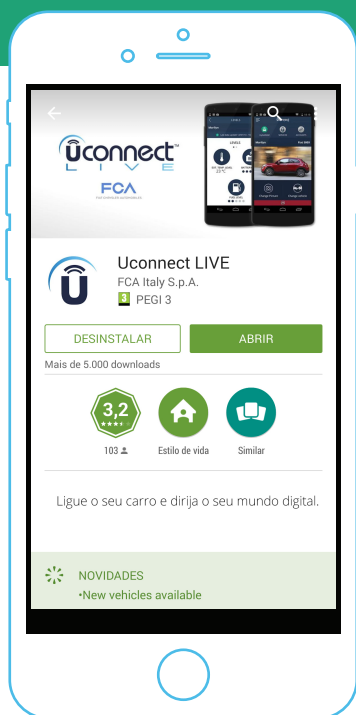 ūconnect™
LIVE
FCA
Uconnect LIVE
FCA Italy S.p.A.
3 PEGI 3
DESINSTALAR
ABRIR
Mais de 5.000 downloads
3,2
103
Estilo de vida
Similar
Ligue o seu carro e dirija o seu mundo digital.
NOVIDADES
•New vehicles available